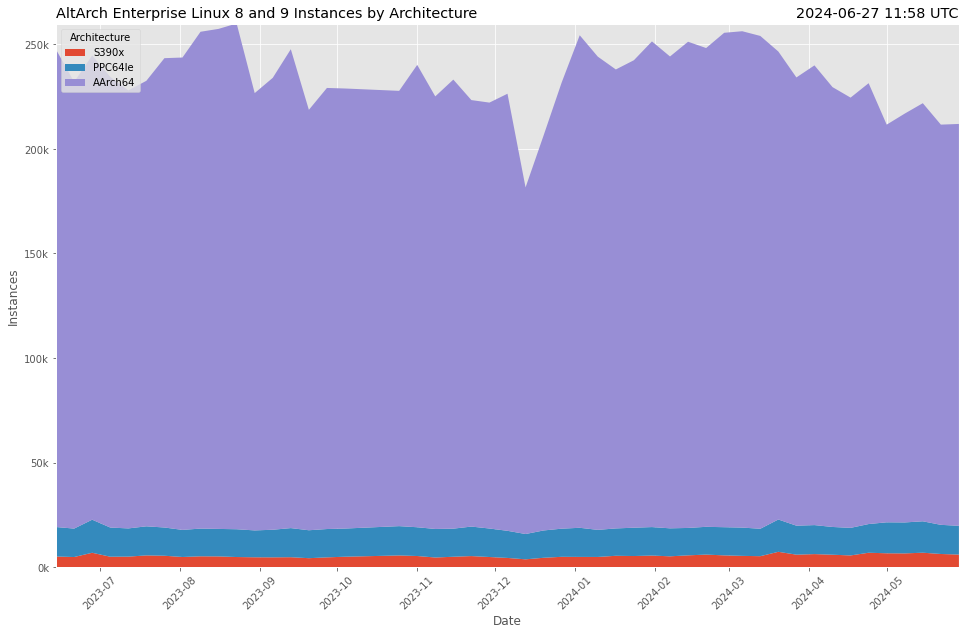 AltArch Enterprise Linux 8 and 9 Instances by Architecture
2024-06-27 11:58 UTC
Architecture
S390x
PPC64le
AArch64
250k
200k
150k
100k
50k
0k
Instances
2023-07
2023-08
2023-09
2023-10
2023-11
2023-12
2024-01
2024-02
2024-03
2024-04
2024-05
Date